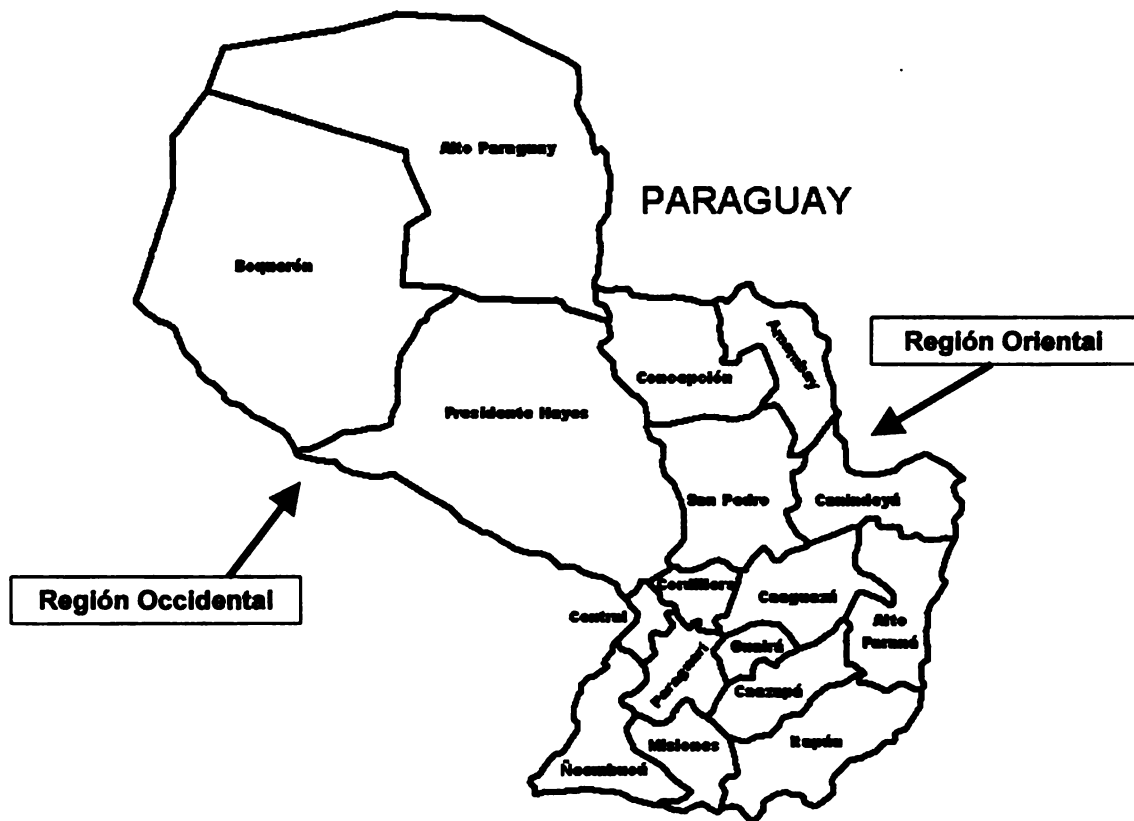 Alto Paraguay
PARAGUAY
Boquerón
Amambay
Región Oriental
Concepción
Presidente Hayes
San Pedro
Canindeyú
Región Occidental
Cordillera
Caaguazú
Central
Alto
Paraná
Guairá
Paraguarí
Caazapá
Misiones
Itapúa
Ñeembucú